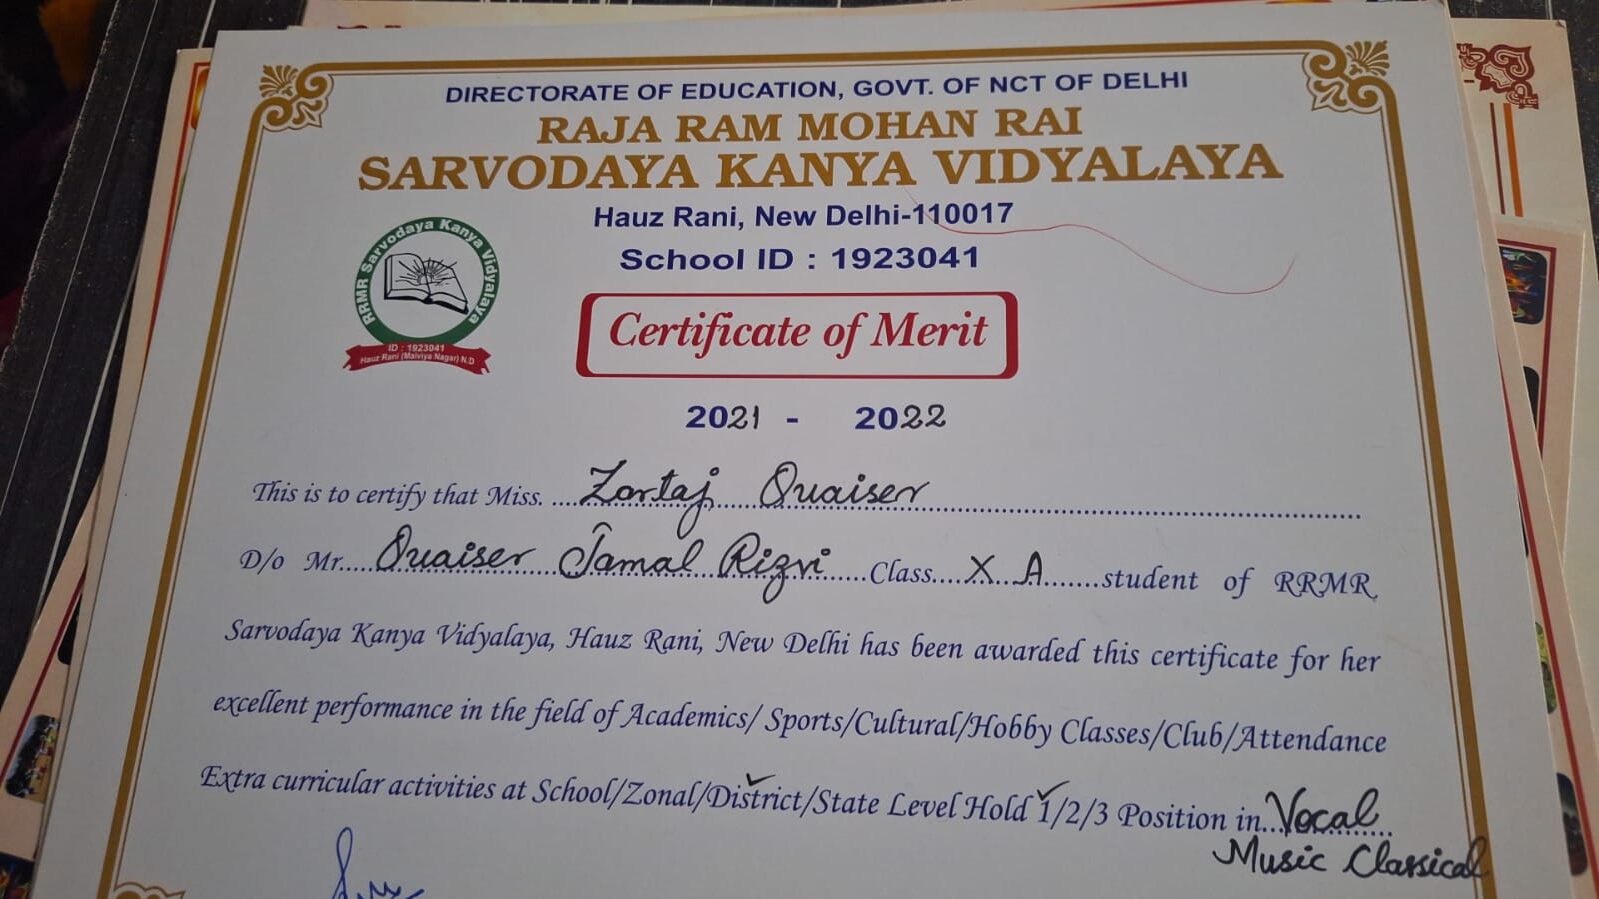 DIRECTORATE OF EDUCATION, GOVT. OF NCT OF DELHI
RAJA RAM MOHAN RAI
SARVODAYA KANYA VIDYALAYA
Hauz Rani, New Delhi-110017
School ID : 1923041
RRMR Sarvodaya Kanya Vidyalaya
ID : 1923041
Hauz Rani (Malviya Nagar) N.D
Certificate of Merit
2021 - 2022
This is to certify that Miss. Zartaj Quaiser
D/o Mr. Quaiser Jamal Rizvi Class X A student of RRMR
Sarvodaya Kanya Vidyalaya, Hauz Rani, New Delhi has been awarded this certificate for her
excellent performance in the field of Academics/ Sports/Cultural/Hobby Classes/Club/Attendance
Extra curricular activities at School/Zonal/District/State Level Hold 1/2/3 Position in Vocal
Music Classical